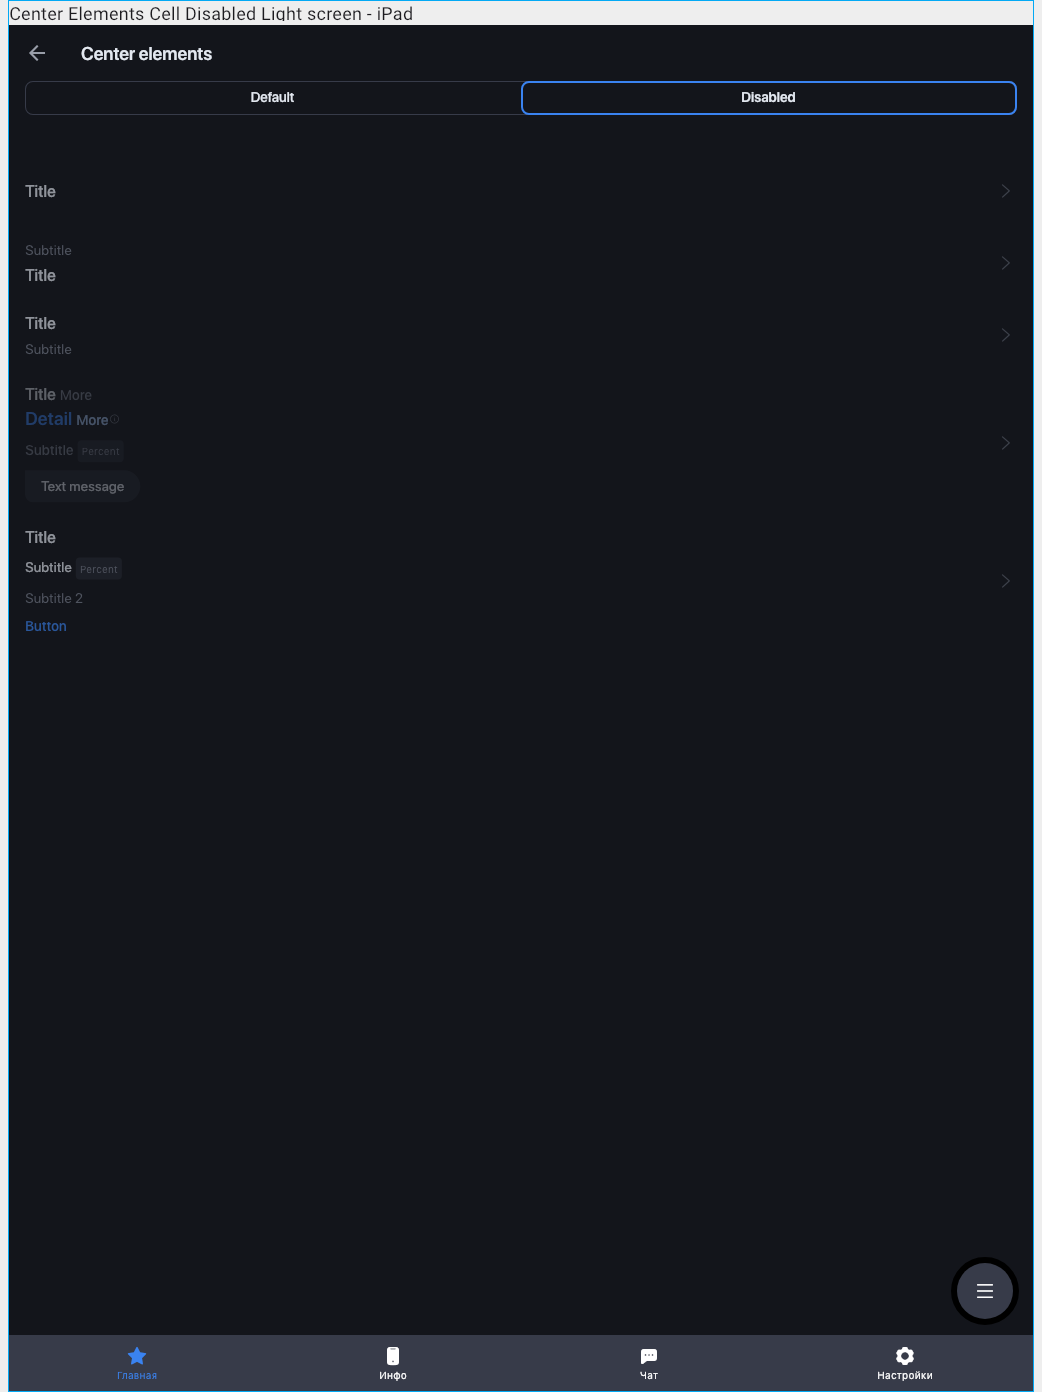 Center Elements Cell Disabled Light screen - iPad
Center elements
Default Disabled
Title
Subtitle
Title
Title
Subtitle
Title More
Detail More
Subtitle Percent
Text message
Title
Subtitle Percent
Subtitle 2
Button
Главная Инфо Чат Настройки